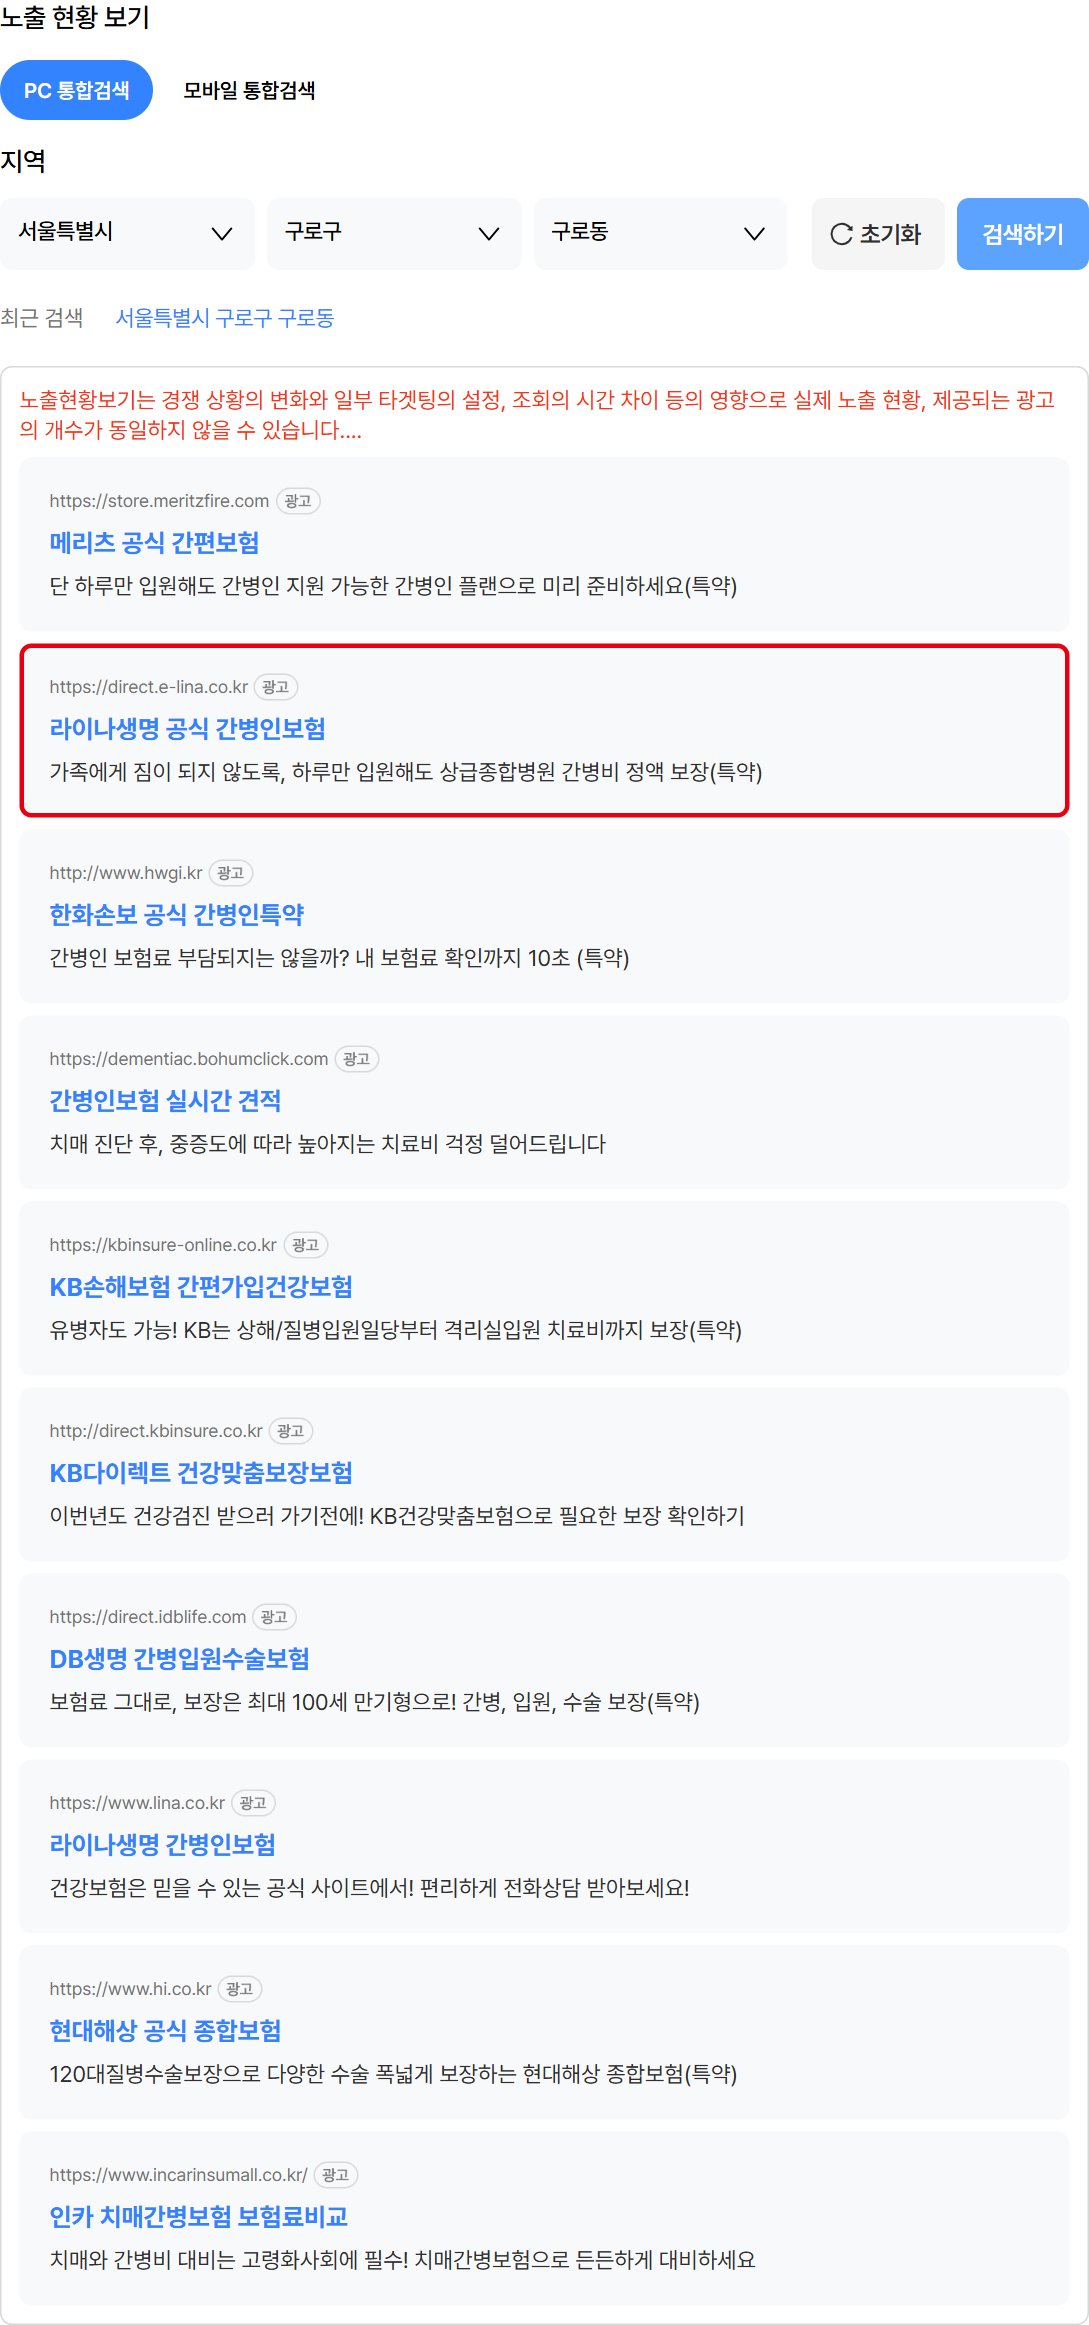 노출 현황 보기
PC 통합검색
모바일 통합검색
지역
서울특별시
구로구
구로동
초기화
검색하기
최근 검색
서울특별시 구로구 구로동
노출현황보기는 경쟁 상황의 변화와 일부 타겟팅의 설정, 조회의 시간 차이 등의 영향으로 실제 노출 현황, 제공되는 광고
의 개수가 동일하지 않을 수 있습니다....
https://store.meritzfire.com 광고
메리츠 공식 간편보험
단 하루만 입원해도 간병인 지원 가능한 간병인 플랜으로 미리 준비하세요(특약)
https://direct.e-lina.co.kr 광고
라이나생명 공식 간병인보험
가족에게 짐이 되지 않도록, 하루만 입원해도 상급종합병원 간병비 정액 보장(특약)
http://www.hwgi.kr 광고
한화손보 공식 간병인특약
간병인 보험료 부담되지는 않을까? 내 보험료 확인까지 10초 (특약)
https://dementiac.bohumclick.com 광고
간병인보험 실시간 견적
치매 진단 후, 중증도에 따라 높아지는 치료비 걱정 덜어드립니다
https://kbinsure-online.co.kr 광고
KB손해보험 간편가입건강보험
유병자도 가능! KB는 상해/질병입원일당부터 격리실입원 치료비까지 보장(특약)
http://direct.kbinsure.co.kr 광고
KB다이렉트 건강맞춤보장보험
이번년도 건강검진 받으러 가기전에! KB건강맞춤보험으로 필요한 보장 확인하기
https://direct.idblife.com 광고
DB생명 간병입원수술보험
보험료 그대로, 보장은 최대 100세 만기형으로! 간병, 입원, 수술 보장(특약)
https://www.lina.co.kr 광고
라이나생명 간병인보험
건강보험은 믿을 수 있는 공식 사이트에서! 편리하게 전화상담 받아보세요!
https://www.hi.co.kr 광고
현대해상 공식 종합보험
120대질병수술보장으로 다양한 수술 폭넓게 보장하는 현대해상 종합보험(특약)
https://www.incarinsumall.co.kr/ 광고
인카 치매간병보험 보험료비교
치매와 간병비 대비는 고령화사회에 필수! 치매간병보험으로 든든하게 대비하세요